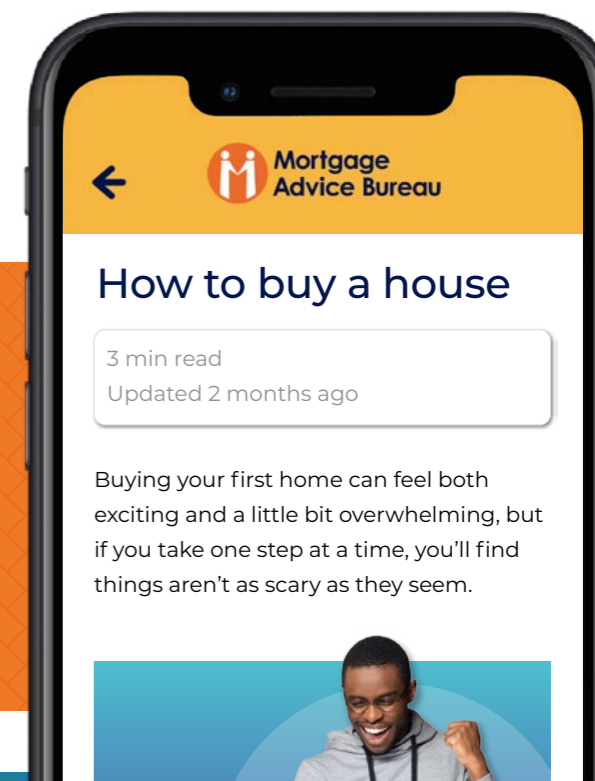 Mortgage
Advice Bureau
How to buy a house
3 min read
Updated 2 months ago
Buying your first home can feel both
exciting and a little bit overwhelming, but
if you take one step at a time, you’ll find
things aren’t as scary as they seem.